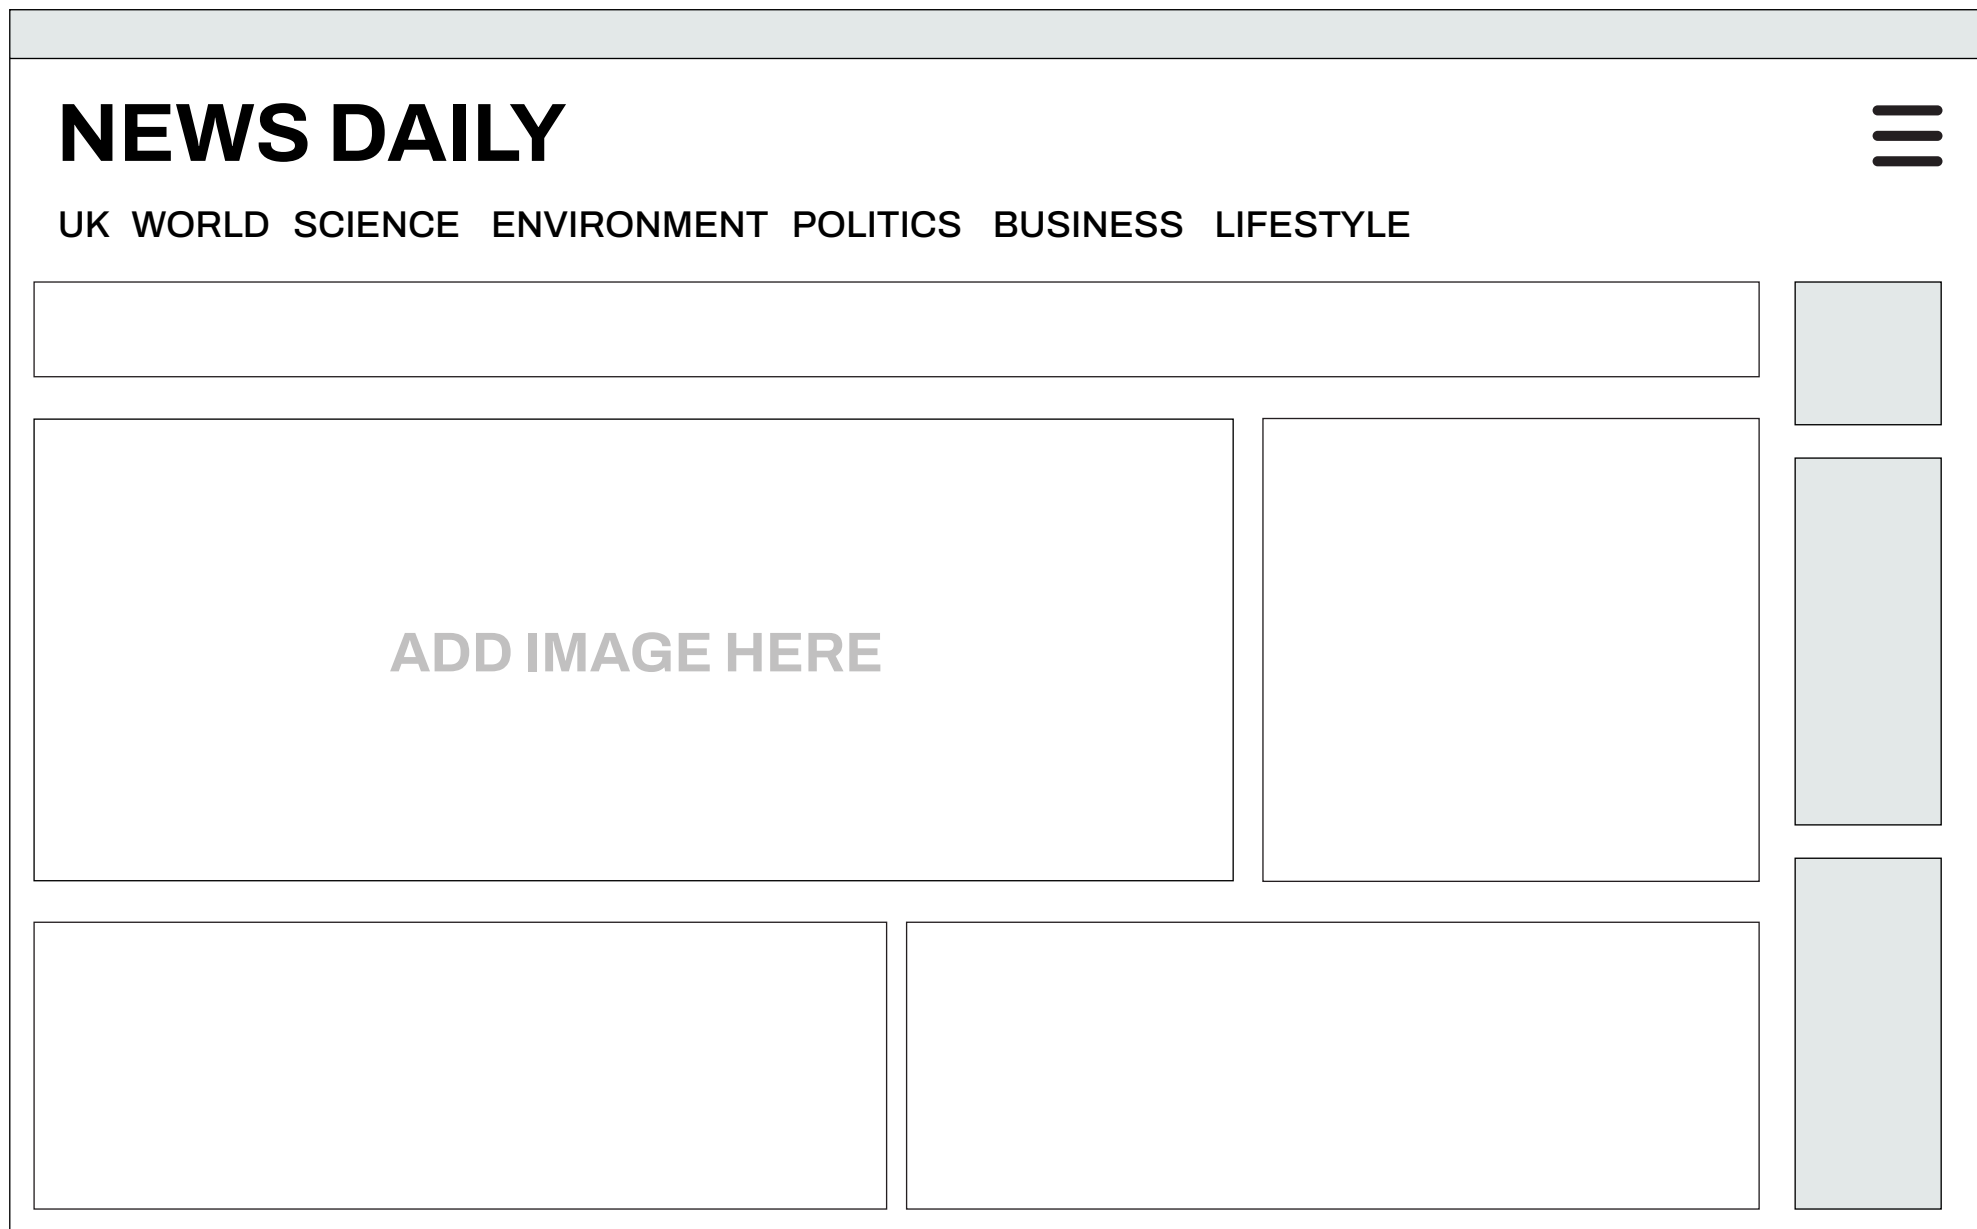 NEWS DAILY
UK WORLD SCIENCE ENVIRONMENT POLITICS BUSINESS LIFESTYLE
ADD IMAGE HERE